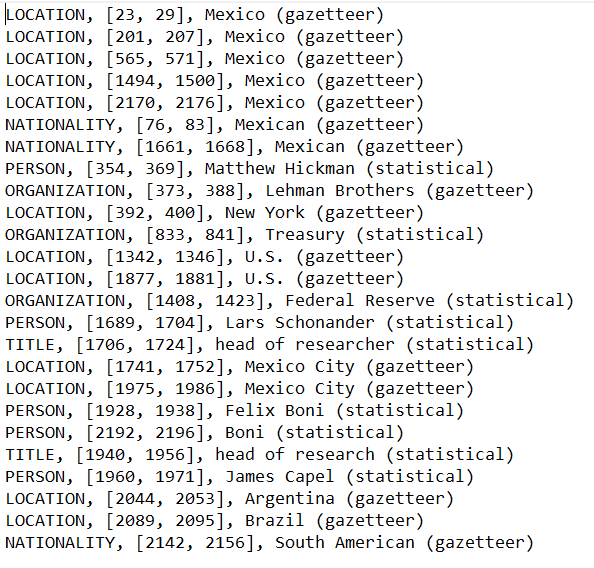 LOCATION, [23, 29], Mexico (gazetteer)
LOCATION, [201, 207], Mexico (gazetteer)
LOCATION, [565, 571], Mexico (gazetteer)
LOCATION, [1494, 1500], Mexico (gazetteer)
LOCATION, [2170, 2176], Mexico (gazetteer)
NATIONALITY, [76, 83], Mexican (gazetteer)
NATIONALITY, [1661, 1668], Mexican (gazetteer)
PERSON, [354, 369], Matthew Hickman (statistical)
ORGANIZATION, [373, 388], Lehman Brothers (gazetteer)
LOCATION, [392, 400], New York (gazetteer)
ORGANIZATION, [833, 841], Treasury (statistical)
LOCATION, [1342, 1346], U.S. (gazetteer)
LOCATION, [1877, 1881], U.S. (gazetteer)
ORGANIZATION, [1408, 1423], Federal Reserve (statistical)
PERSON, [1689, 1704], Lars Schonander (statistical)
TITLE, [1706, 1724], head of researcher (statistical)
LOCATION, [1741, 1752], Mexico City (gazetteer)
LOCATION, [1975, 1986], Mexico City (gazetteer)
PERSON, [1928, 1938], Felix Boni (statistical)
PERSON, [2192, 2196], Boni (statistical)
TITLE, [1940, 1956], head of research (statistical)
PERSON, [1960, 1971], James Capel (statistical)
LOCATION, [2044, 2053], Argentina (gazetteer)
LOCATION, [2089, 2095], Brazil (gazetteer)
NATIONALITY, [2142, 2156], South American (gazetteer)